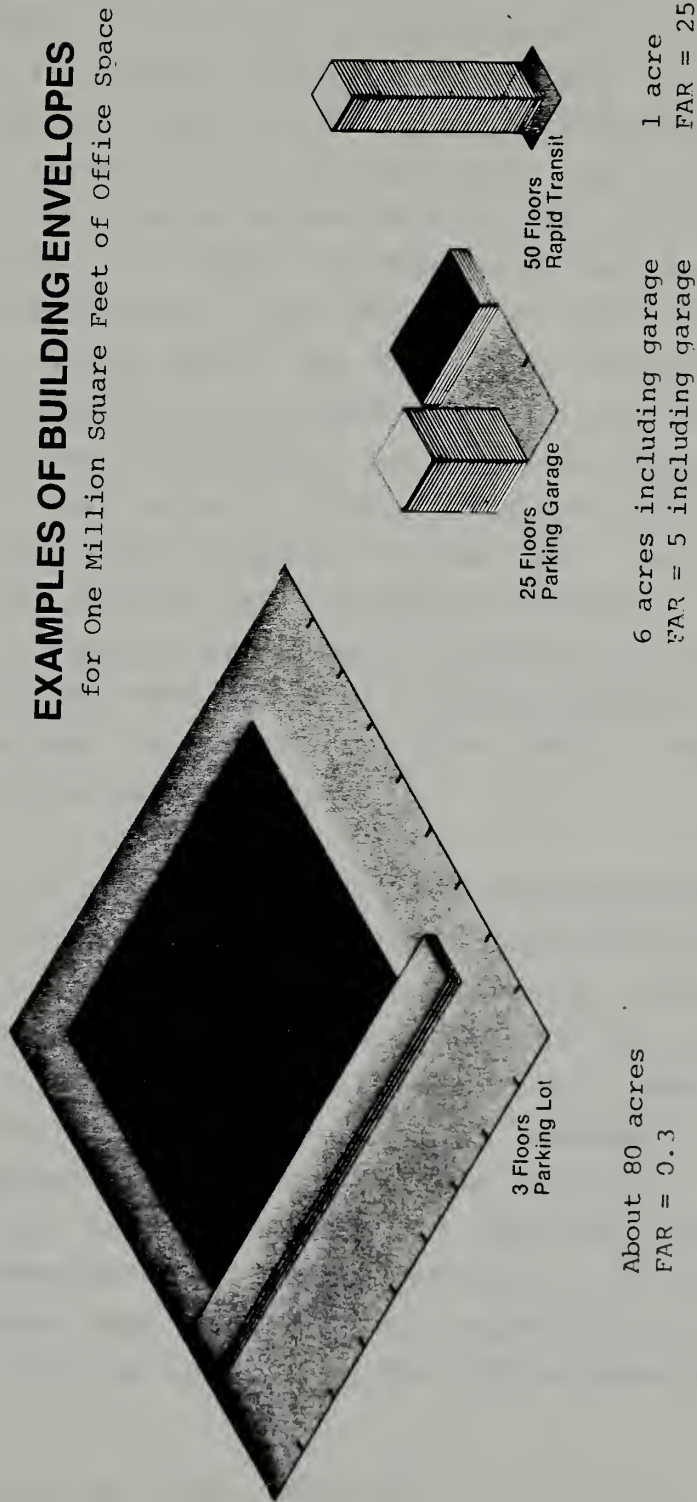 EXAMPLES OF BUILDING ENVELOPES
for One Million Square Feet of Office Space
3 Floors
Parking Lot
25 Floors
Parking Garage
50 Floors
Rapid Transit
About 80 acres
FAR = 0.3
6 acres including garage
FAR = 5 including garage
1 acre
FAR = 25